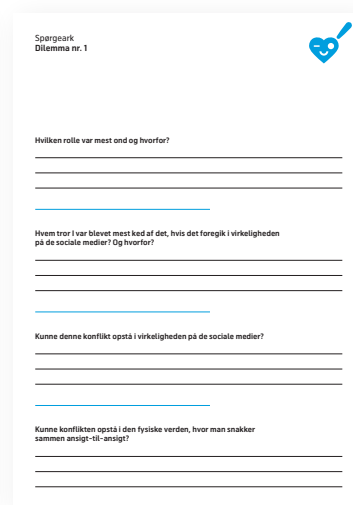 Spørgeark
Dilemma nr. 1
Hvilken rolle var mest ond og hvorfor?
Hvem tror I var blevet mest ked af det, hvis det foregik i virkeligheden
på de sociale medier? Og hvorfor?
Kunne denne konflikt opstå i virkeligheden på de sociale medier?
Kunne konflikten opstå i den fysiske verden, hvor man snakker
sammen ansigt-til-ansigt?